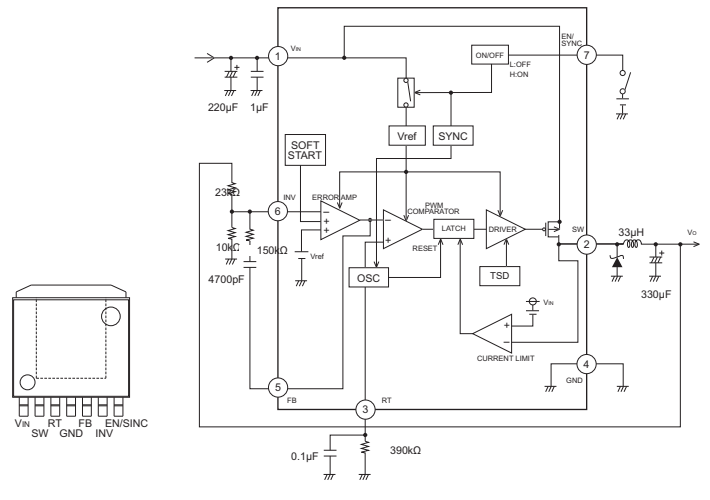 EN/
SYNC
VIN
1
ON/OFF
L:OFF
H:ON
7
220µF
1µF
Vref
SYNC
SOFT
START
23kΩ
INV
6
ERROR AMP
PWM
COMPARATOR
LATCH
DRIVER
SW
2
33µH
VO
10kΩ
150kΩ
Vref
RESET
OSC
TSD
4700pF
330µF
VIN
CURRENT LIMIT
5
FB
3
RT
4
GND
0.1µF
390kΩ
VIN
SW
RT
GND
FB
INV
EN/SINC